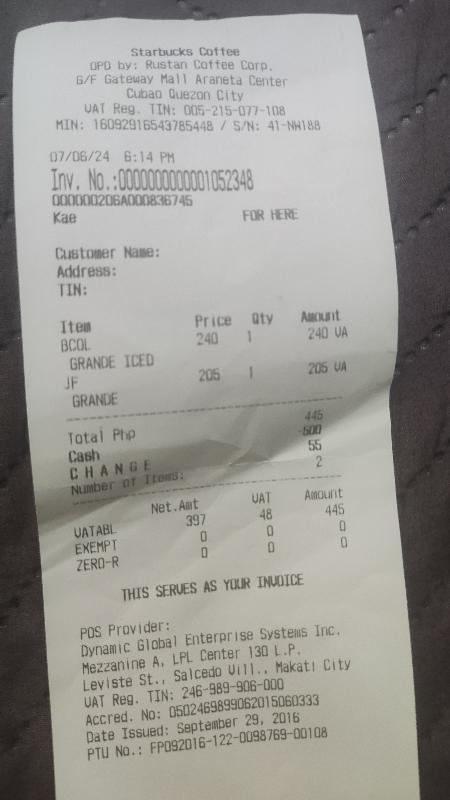 Starbucks Coffee
OPD by: Rustan Coffee Corp.
G/F Gateway Mall Araneta Center
Cubao Quezon City
VAT Reg. TIN: 005-215-077-108
MIN: 16092916543785448 / S/N: 41-NW188
07/06/24 6:14 PM
Inv. No.:0000000000001052348
000000206A000836745
Kae FOR HERE
Customer Name:
Address:
TIN:
Item Price Qty Amount
BCOL 240 1 240 VA
GRANDE ICED
JF 205 1 205 VA
GRANDE
Total Php 445
Cash -500
CHANGE 55
Number of Items: 2
Net.Amt VAT Amount
VATABL 397 48 445
EXEMPT 0 0 0
ZERO-R 0 0 0
THIS SERVES AS YOUR INVOICE
POS Provider:
Dynamic Global Enterprise Systems Inc.
Mezzanine A, LPL Center 130 L.P.
Leviste St., Salcedo Vill., Makati City
VAT Reg. TIN: 246-989-906-000
Accred. No: 0502469899062015060333
Date Issued: September 29, 2016
PTU No.: FP092016-122-0098769-00108